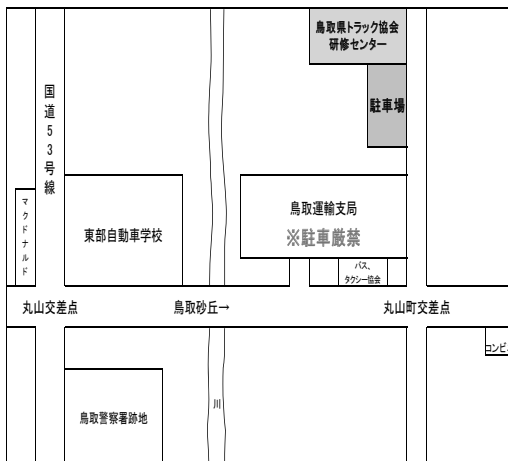 鳥取県トラック協会
研修センター
駐車場
国道53号線
マクドナルド
東部自動車学校
鳥取運輸支局
※駐車厳禁
バス、
タクシー協会
丸山交差点
鳥取砂丘→
丸山町交差点
コンビニ
川
鳥取警察署跡地